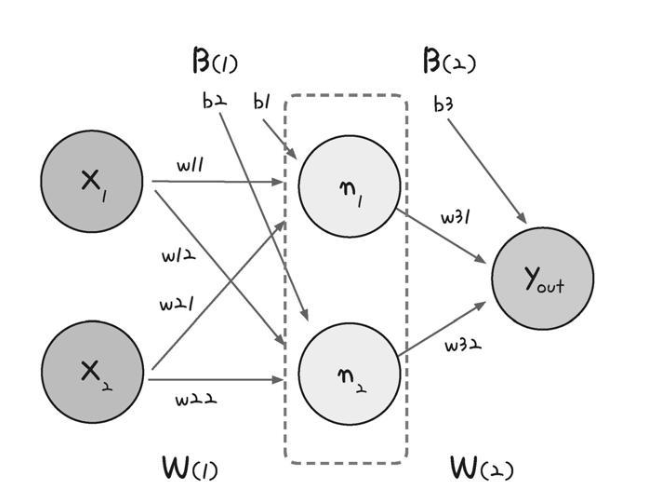 B(1)
B(2)
b2
b1
b3
x1
w11
n1
w12
w31
w21
yout
w32
x2
w22
n2
W(1)
W(2)